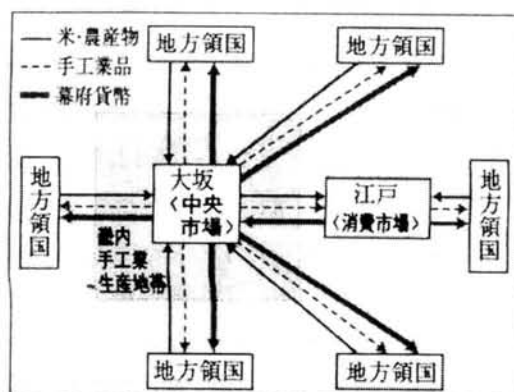 米・農産物
手工業品
幕府貨幣
地方領国
地方領国
地方領国
大坂
〈中央
市場〉
畿内
手工業
生産地帯
江戸
〈消費市場〉
地方領国
地方領国
地方領国